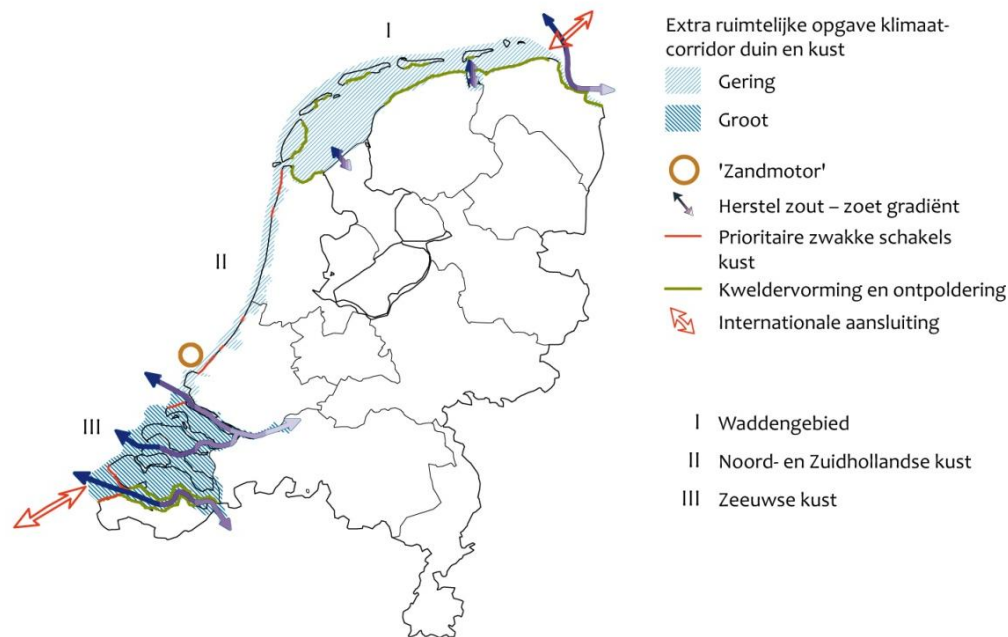 Extra ruimtelijke opgave klimaat-
corridor duin en kust
Gering
Groot
'Zandmotor'
Herstel zout – zoet gradiënt
Prioritaire zwakke schakels
kust
Kweldervorming en ontpoldering
Internationale aansluiting
I Waddengebied
II Noord- en Zuidhollandse kust
III Zeeuwse kust
I
II
III